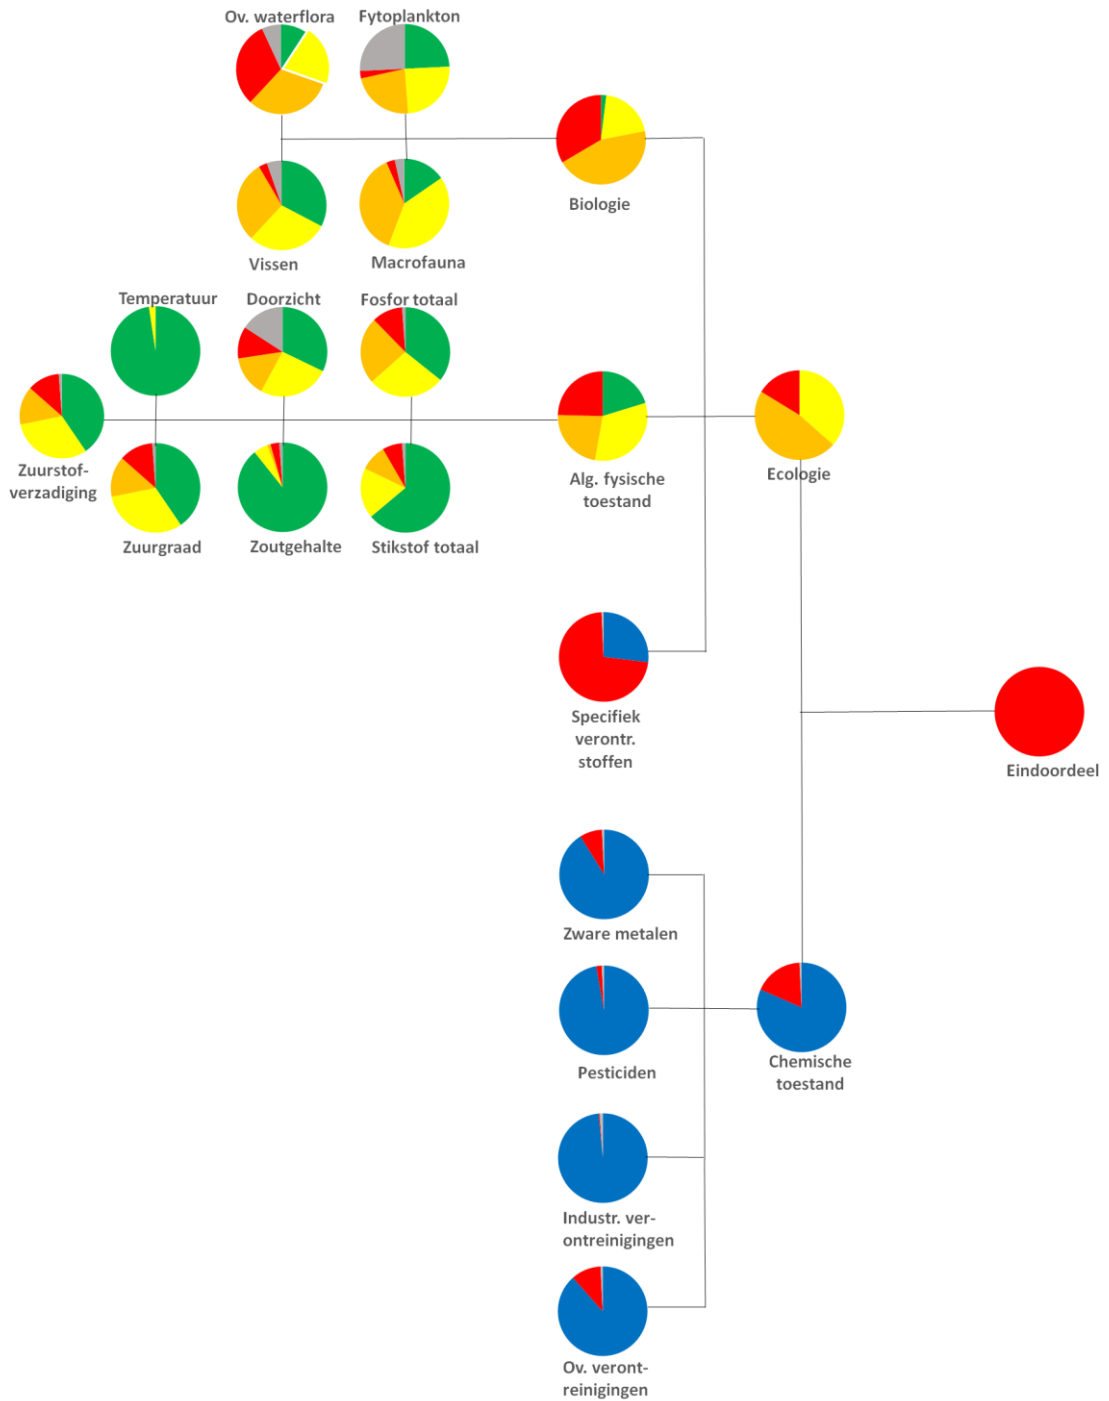 Ov. waterflora
Fytoplankton
Biologie
Vissen
Macrofauna
Temperatuur
Doorzicht
Fosfor totaal
Zuurstof-
verzadiging
Alg. fysische
toestand
Ecologie
Zuurgraad
Zoutgehalte
Stikstof totaal
Specifiek
verontr.
stoffen
Eindoordeel
Zware metalen
Pesticiden
Chemische
toestand
Industr. ver-
ontreinigingen
Ov. veront-
reinigingen